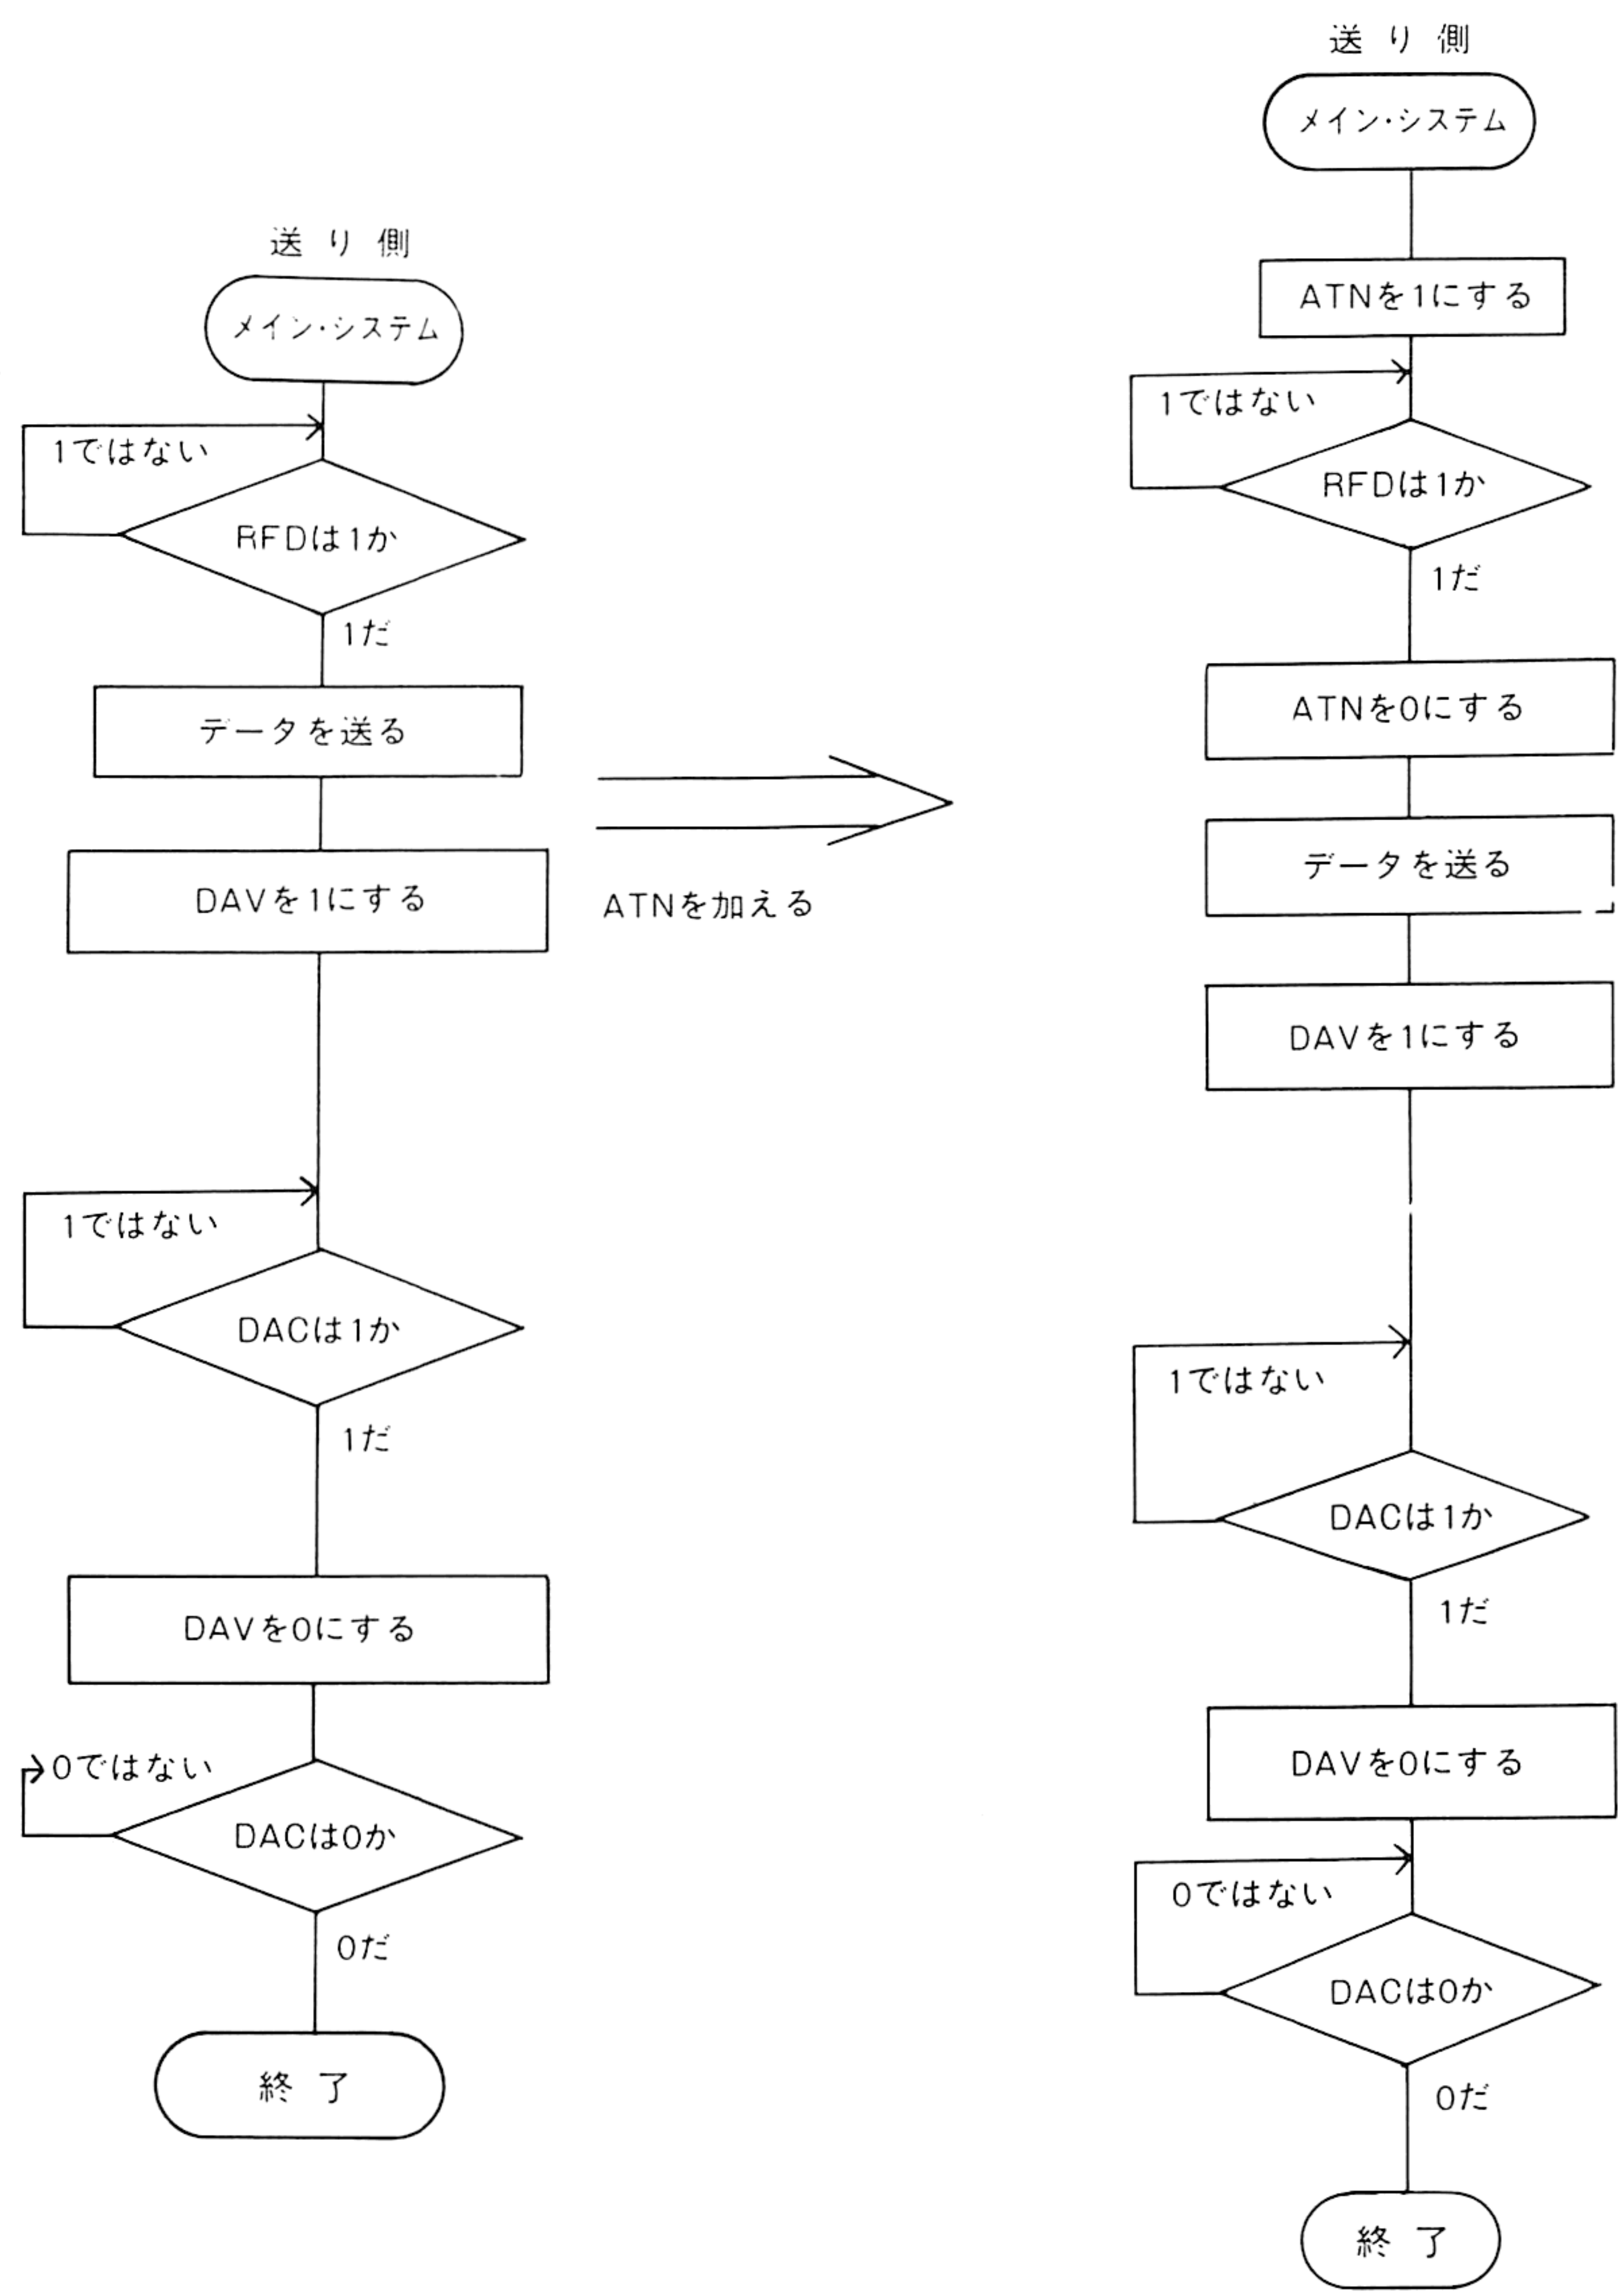 送り側
メイン・システム
1ではない
RFDは1か
1だ
データを送る
DAVを1にする
1ではない
DACは1か
1だ
DAVを0にする
0ではない
DACは0か
0だ
終了
ATNを加える
送り側
メイン・システム
ATNを1にする
1ではない
RFDは1か
1だ
ATNを0にする
データを送る
DAVを1にする
1ではない
DACは1か
1だ
DAVを0にする
0ではない
DACは0か
0だ
終了